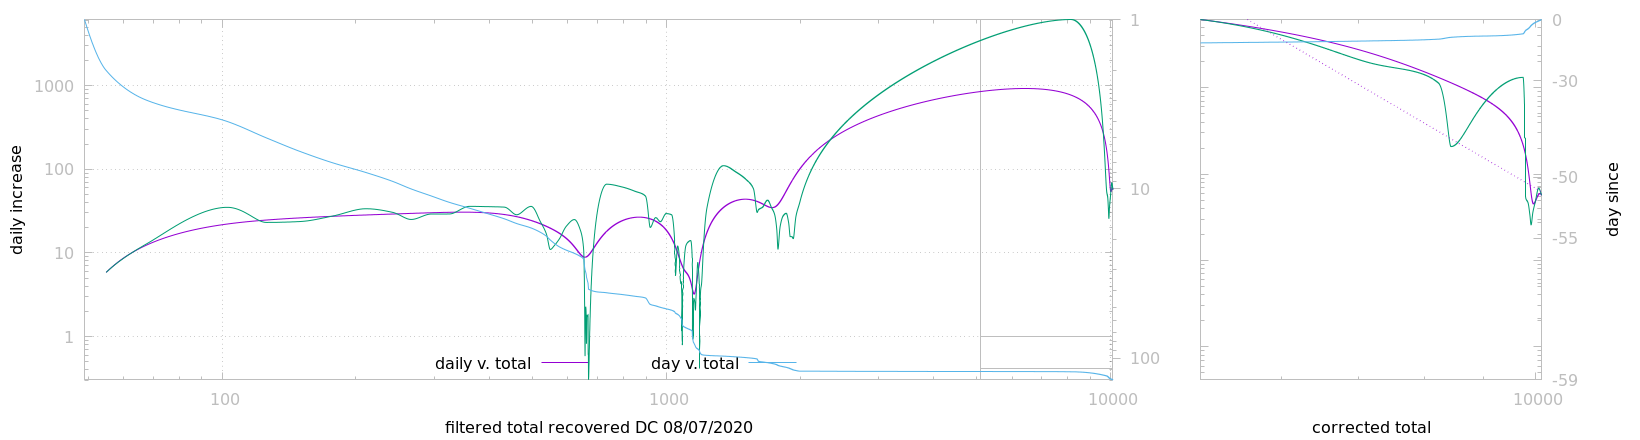 1000
100
10
1
daily increase
1
10
100
daily v. total
day v. total
100
1000
10000
filtered total recovered DC 08/07/2020
0
-30
-50
-55
-59
day since
10000
corrected total